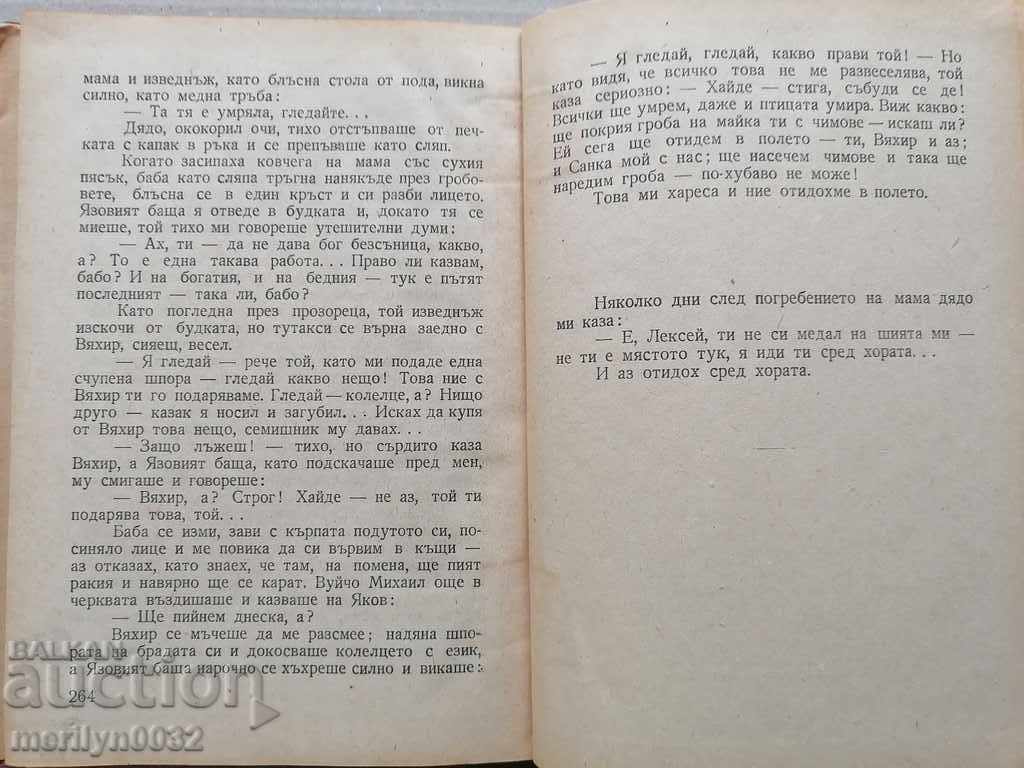 мама и изведнъж, като блъсна стола от пода, викна
силно, като медна тръба:
— Та тя е умряла, гледайте. . .
Дядо, ококорил очи, тихо отстъпваше от печ-
ката с капак в ръка и се препъваше като сляп.
Когато засипаха ковчега на мама със сухия
пясък, баба като сляпа тръгна нанякъде през гробо-
вете, блъсна се в един кръст и си разби лицето.
Язовият баща я отведе в будката и, докато тя се
миеше, той тихо ми говореше утешителни думи:
— Ах, ти — да не дава бог безсъница, какво,
а? То е една такава работа. . . Право ли казвам,
бабо? И на богатия, и на бедния — тук е пътят
последният — така ли, бабо?
Като погледна през прозореца, той изведнъж
изскочи от будката, но тутакси се върна заедно с
Вяхир, сияещ, весел.
— Я гледай — рече той, като ми подаде една
счупена шпора — гледай какво нещо! Това ние с
Вяхир ти го подаряваме. Гледай — колелце, а? Нищо
друго — казак я носил и загубил. . . Исках да купя
от Вяхир това нещо, семишник му давах. . .
— Защо лъжеш! — тихо, но сърдито каза
Вяхир, а Язовият баща, като подскачаше пред мен,
му смигаше и говореше:
— Вяхир, а? Строг! Хайде — не аз, той ти
подарява това, той. . .
Баба се изми, зави с кърпата подутото си, по-
синяло лице и ме повика да си вървим в къщи —
аз отказах, като знаех, че там, на помена, ще пият
ракия и навярно ще се карат. Вуйчо Михаил още в
черквата въздишаше и казваше на Яков:
— Ще пийнем днеска, а?
Вяхир се мъчеше да ме разсмее; надяна шпо-
рата на брадата си и докосваше колелцето с език,
а Язовият баща нарочно се хъхреше силно и викаше:
264
— Я гледай, гледай, какво прави той! — Но
като видя, че всичко това не ме развеселява, той
каза сериозно: — Хайде — стига, събуди се де!
Всички ще умрем, даже и птицата умира. Виж какво:
ще покрия гроба на майка ти с чимове — искаш ли?
Ей сега ще отидем в полето — ти, Вяхир и аз;
и Санка мой с нас; ще насечем чимове и така ще
наредим гроба — по-хубаво не може!
Това ми хареса и ние отидохме в полето.
Няколко дни след погребението на мама дядо
ми каза:
— Е, Лексей, ти не си медал на шията ми —
не ти е мястото тук, я иди ти сред хората. . .
И аз отидох сред хората.
BALKAN
auction
merilyn0032